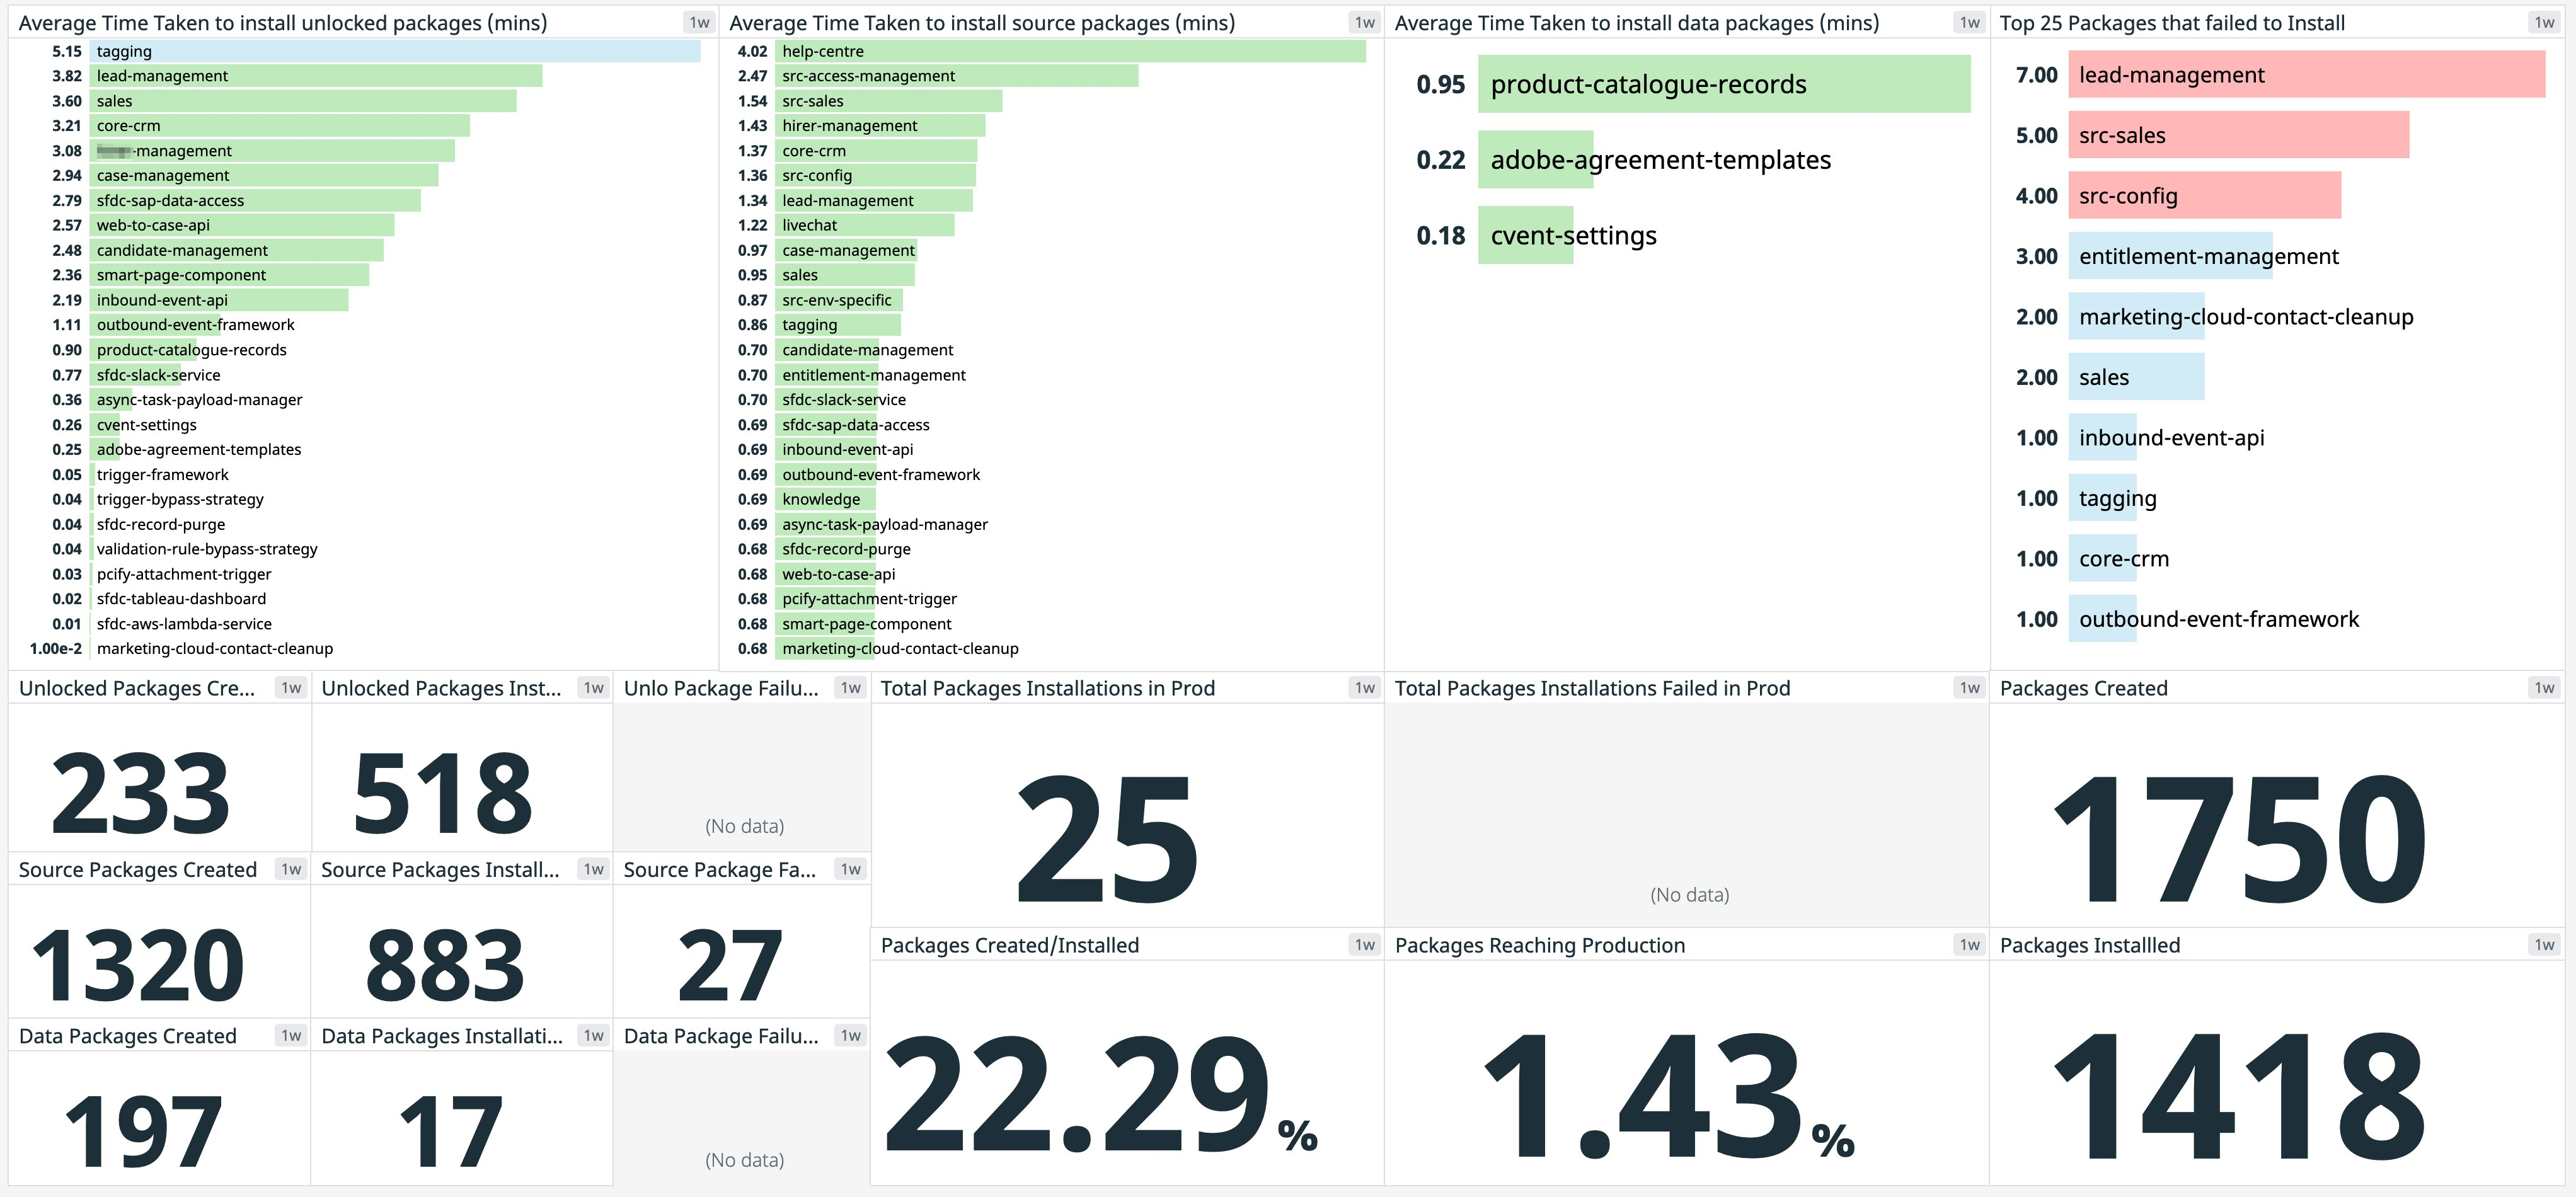 Average Time Taken to install unlocked packages (mins) 1w
5.15 tagging
3.82 lead-management
3.60 sales
3.21 core-crm
3.08 -management
2.94 case-management
2.79 sfdc-sap-data-access
2.57 web-to-case-api
2.48 candidate-management
2.36 smart-page-component
2.19 inbound-event-api
1.11 outbound-event-framework
0.90 product-catalogue-records
0.77 sfdc-slack-service
0.36 async-task-payload-manager
0.26 cvent-settings
0.25 adobe-agreement-templates
0.05 trigger-framework
0.04 trigger-bypass-strategy
0.04 sfdc-record-purge
0.04 validation-rule-bypass-strategy
0.03 pcify-attachment-trigger
0.02 sfdc-tableau-dashboard
0.01 sfdc-aws-lambda-service
1.00e-2 marketing-cloud-contact-cleanup
Average Time Taken to install source packages (mins) 1w
4.02 help-centre
2.47 src-access-management
1.54 src-sales
1.43 hirer-management
1.37 core-crm
1.36 src-config
1.34 lead-management
1.22 livechat
0.97 case-management
0.95 sales
0.87 src-env-specific
0.86 tagging
0.70 candidate-management
0.70 entitlement-management
0.70 sfdc-slack-service
0.69 sfdc-sap-data-access
0.69 inbound-event-api
0.69 outbound-event-framework
0.69 knowledge
0.69 async-task-payload-manager
0.68 sfdc-record-purge
0.68 web-to-case-api
0.68 pcify-attachment-trigger
0.68 smart-page-component
0.68 marketing-cloud-contact-cleanup
Average Time Taken to install data packages (mins) 1w
0.95 product-catalogue-records
0.22 adobe-agreement-templates
0.18 cvent-settings
Top 25 Packages that failed to Install 1w
7.00 lead-management
5.00 src-sales
4.00 src-config
3.00 entitlement-management
2.00 marketing-cloud-contact-cleanup
2.00 sales
1.00 inbound-event-api
1.00 tagging
1.00 core-crm
1.00 outbound-event-framework
Unlocked Packages Cre... 1w
233
Unlocked Packages Inst... 1w
518
Unlo Package Failu... 1w
(No data)
Total Packages Installations in Prod 1w
25
Total Packages Installations Failed in Prod 1w
(No data)
Packages Created 1w
1750
Source Packages Created 1w
1320
Source Packages Install... 1w
883
Source Package Fa... 1w
27
Packages Created/Installed 1w
22.29%
Packages Reaching Production 1w
1.43%
Packages Installled 1w
1418
Data Packages Created 1w
197
Data Packages Installati... 1w
17
Data Package Failu... 1w
(No data)